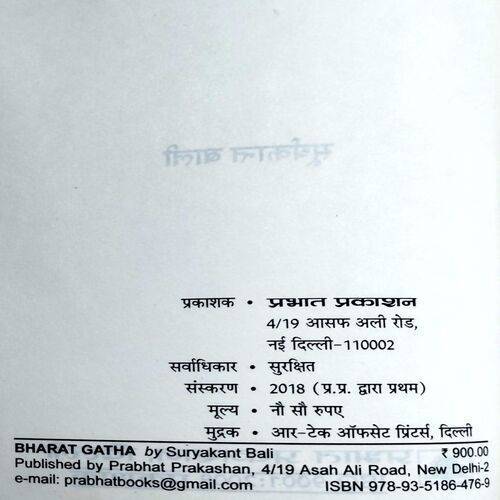 सूर्यकान्त बाली
प्रकाशक • प्रभात प्रकाशन
4/19 आसफ अली रोड,
नई दिल्ली-110002
सर्वाधिकार • सुरक्षित
संस्करण • 2018 (प्र.प्र. द्वारा प्रथम)
मूल्य • नौ सौ रुपए
मुद्रक • आर-टेक ऑफसेट प्रिंटर्स, दिल्ली
BHARAT GATHA by Suryakant Bali ₹ 900.00
Published by Prabhat Prakashan, 4/19 Asah Ali Road, New Delhi-2
e-mail: prabhatbooks@gmail.com ISBN 978-93-5186-476-9